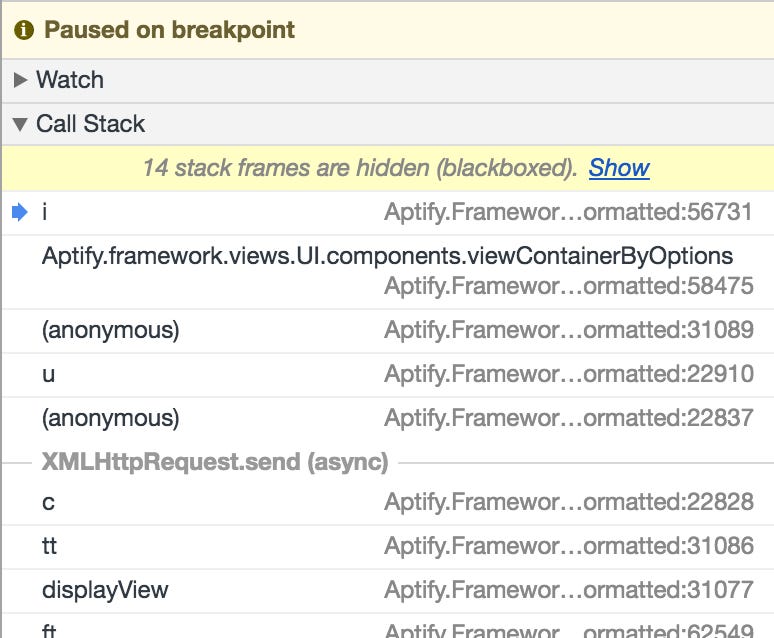 Paused on breakpoint
Watch
Call Stack
14 stack frames are hidden (blackboxed). Show
i Aptify.Framewor…ormatted:56731
Aptify.framework.views.UI.components.viewContainerByOptions
Aptify.Framewor…ormatted:58475
(anonymous) Aptify.Framewor…ormatted:31089
u Aptify.Framewor…ormatted:22910
(anonymous) Aptify.Framewor…ormatted:22837
XMLHttpRequest.send (async)
c Aptify.Framewor…ormatted:22828
tt Aptify.Framewor…ormatted:31086
displayView Aptify.Framewor…ormatted:31077
ft Aptify.Framewor…ormatted:62549